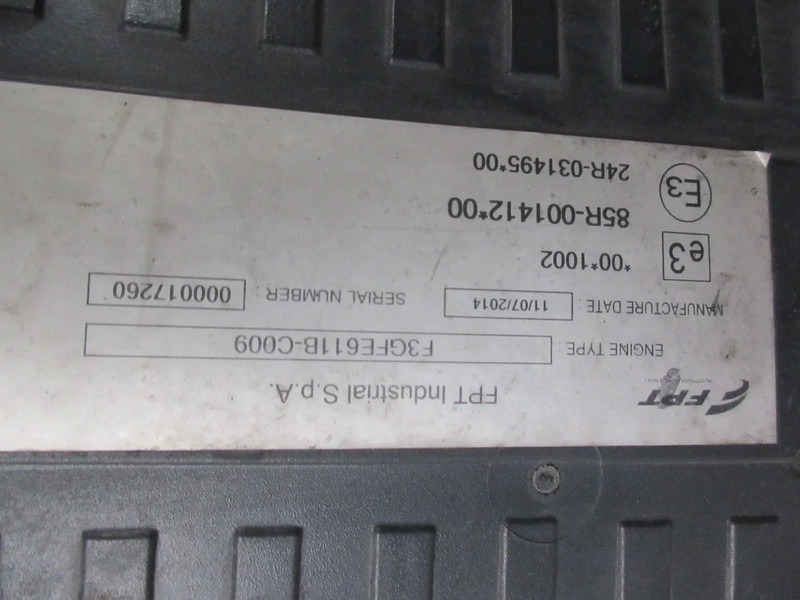 FPT
FPT Industrial S.p.A.
ENGINE TYPE : F3GFE611B-C009
MANUFACTURE DATE : 11/07/2014 SERIAL NUMBER : 000017260
e3 *00*1002
85R-001412*00
E3 24R-031495*00